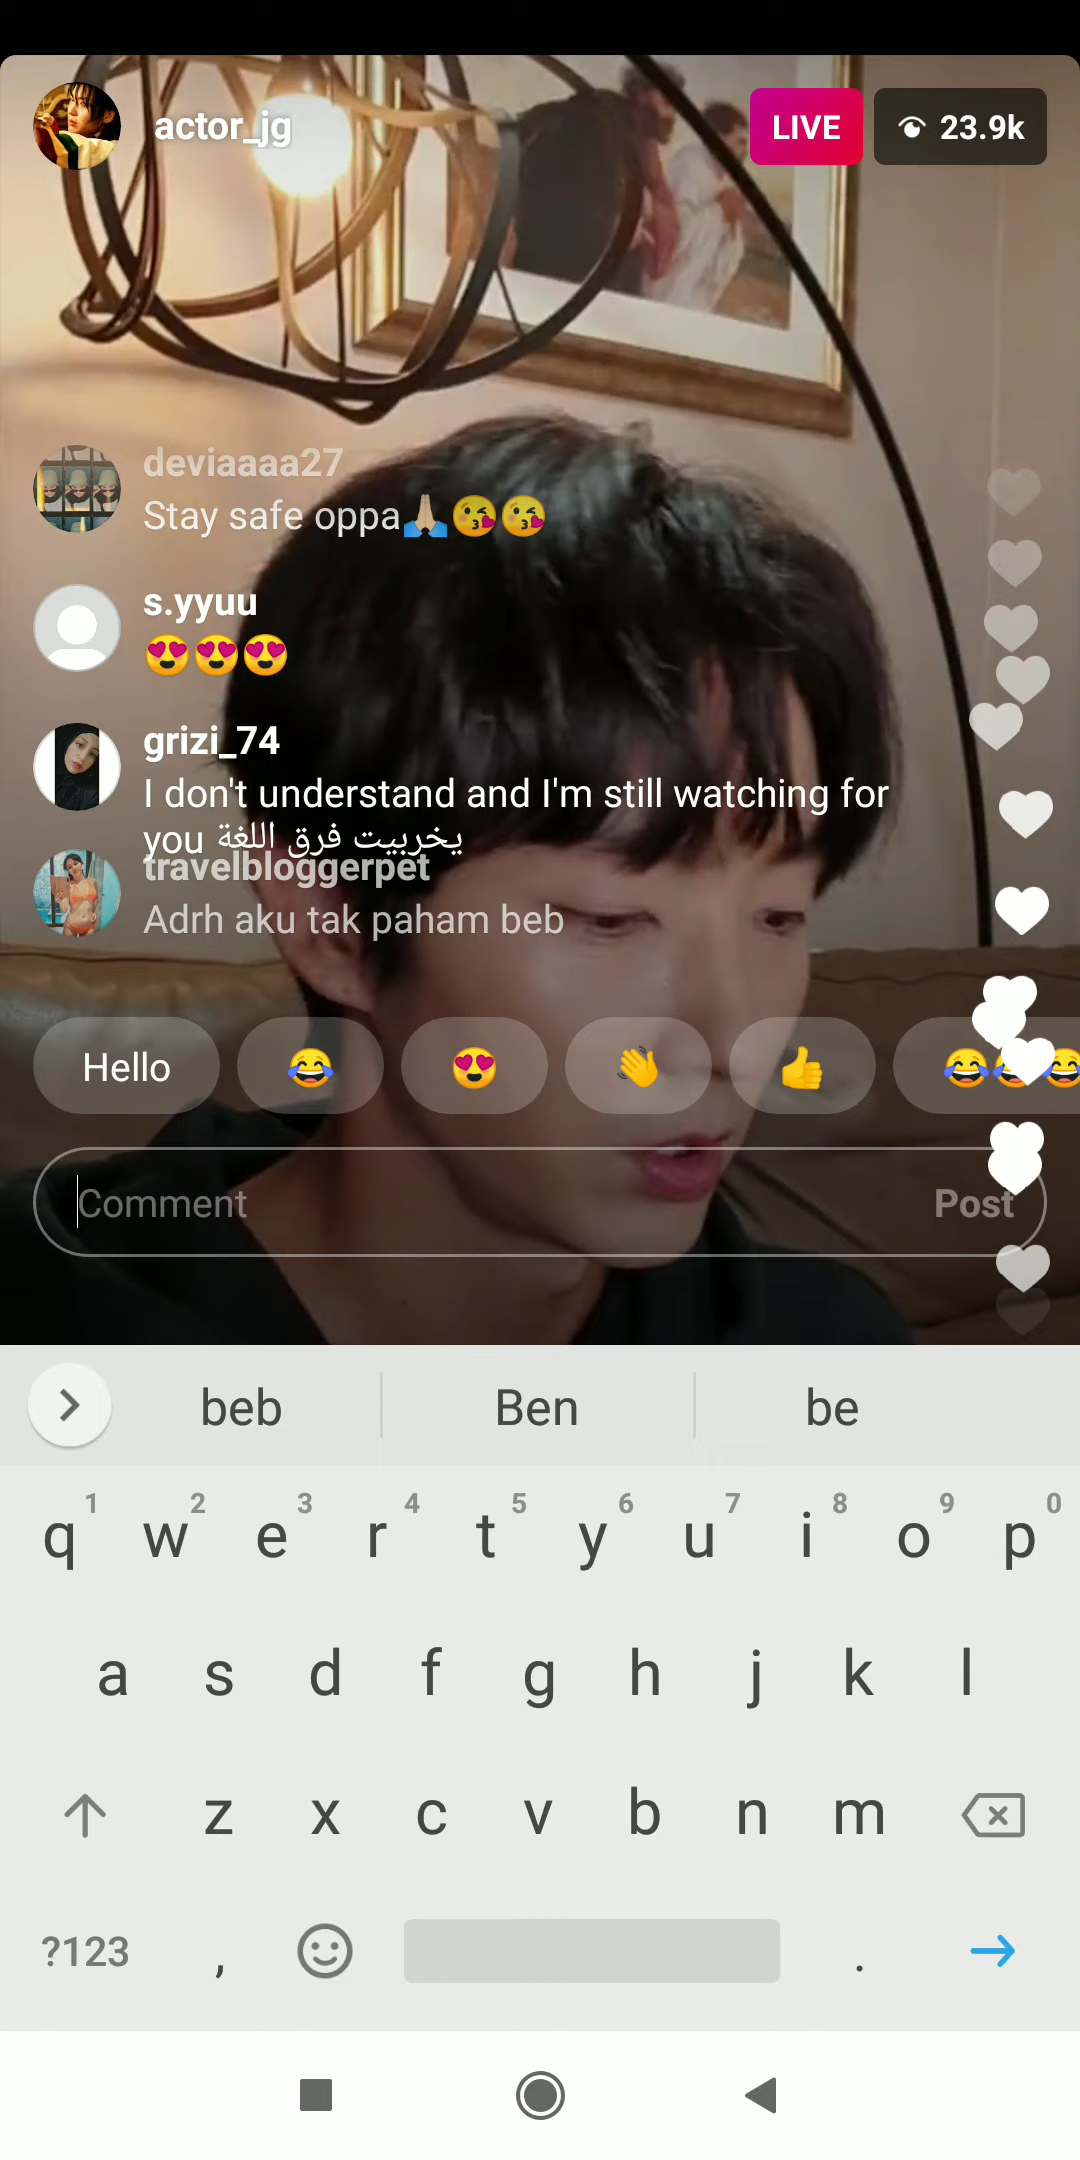 actor_jg
LIVE
23.9k
deviaaaa27
Stay safe oppa🙏🏼😘😘
s.yyuu
😍😍😍
grizi_74
I don't understand and I'm still watching for
you يخربيت فرق اللغة
travelbloggerpet
Adrh aku tak paham beb
Hello 😂 😍 👋 👍 😂😂😂
Comment
Post
beb
Ben
be
1 2 3 4 5 6 7 8 9 0
q w e r t y u i o p
a s d f g h j k l
z x c v b n m
?123 , .